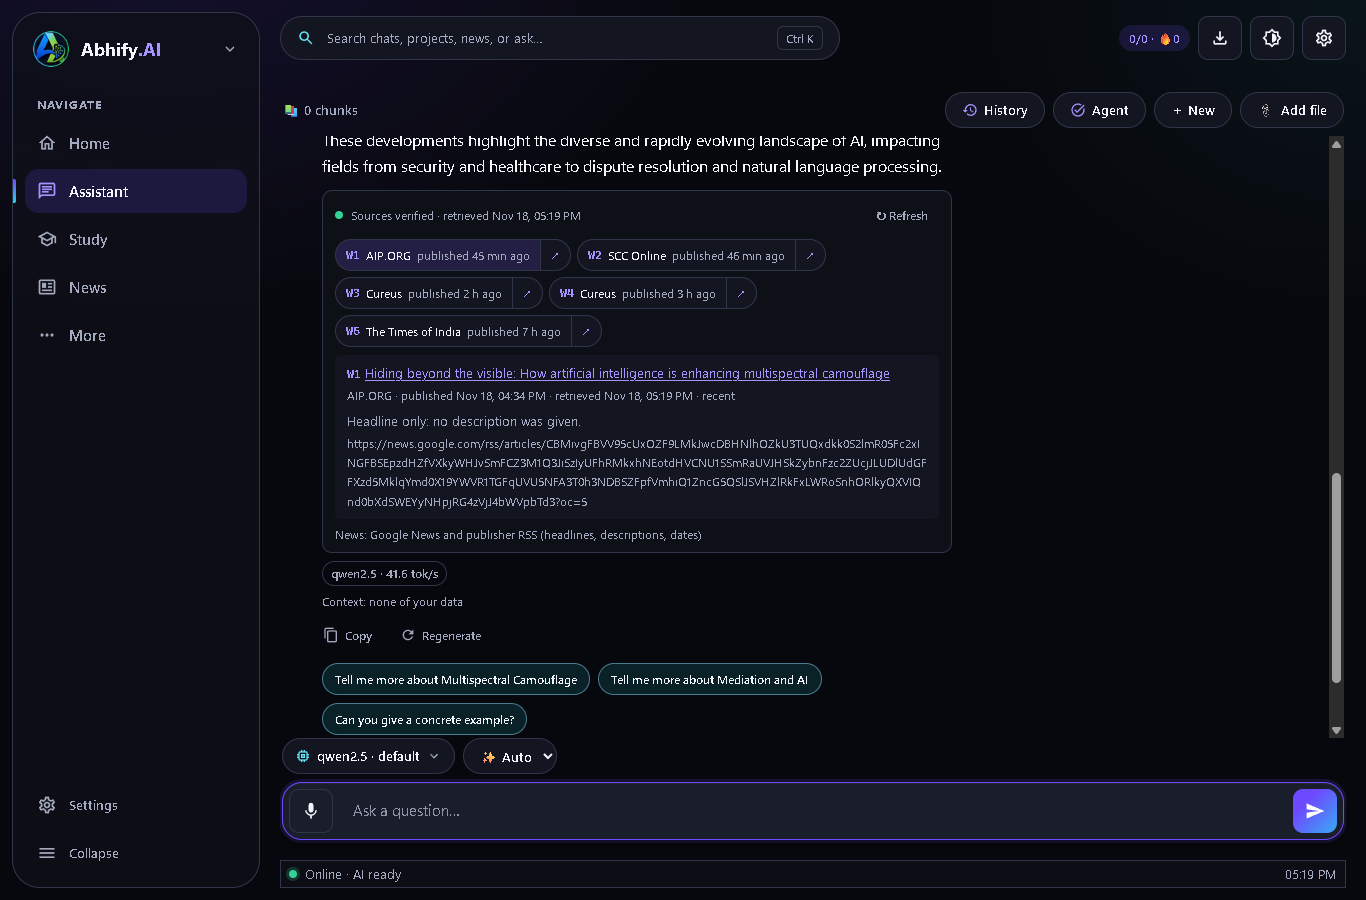 Abhify.AI
NAVIGATE
Home
Assistant
Study
News
More
Settings
Collapse
Search chats, projects, news, or ask...
Ctrl K
0/0 · 🔥 0
0 chunks
History
Agent
+ New
Add file
These developments highlight the diverse and rapidly evolving landscape of AI, impacting
fields from security and healthcare to dispute resolution and natural language processing.
Sources verified · retrieved Nov 18, 05:19 PM
↻ Refresh
W1 AIP.ORG published 45 min ago ↗
W2 SCC Online published 46 min ago ↗
W3 Cureus published 2 h ago ↗
W4 Cureus published 3 h ago ↗
W5 The Times of India published 7 h ago ↗
W1 Hiding beyond the visible: How artificial intelligence is enhancing multispectral camouflage
AIP.ORG · published Nov 18, 04:34 PM · retrieved Nov 18, 05:19 PM · recent
Headline only: no description was given.
News: Google News and publisher RSS (headlines, descriptions, dates)
qwen2.5 · 41.6 tok/s
Context: none of your data
Copy
Regenerate
Tell me more about Multispectral Camouflage
Tell me more about Mediation and AI
Can you give a concrete example?
qwen2.5 · default
Auto
Ask a question...
Online · AI ready
05:19 PM